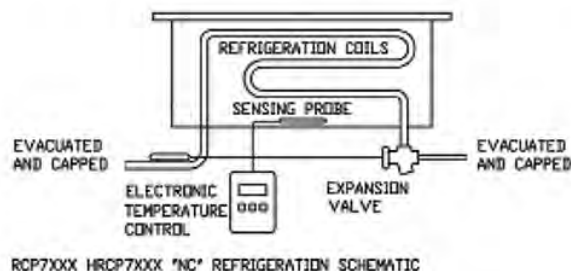 REFRIGERATION COILS
SENSING PROBE
EVACUATED
AND CAPPED
EVACUATED
AND CAPPED
ELECTRONIC
TEMPERATURE
CONTROL
EXPANSION
VALVE
RCP7XXX HRCP7XXX "NC" REFRIGERATION SCHEMATIC